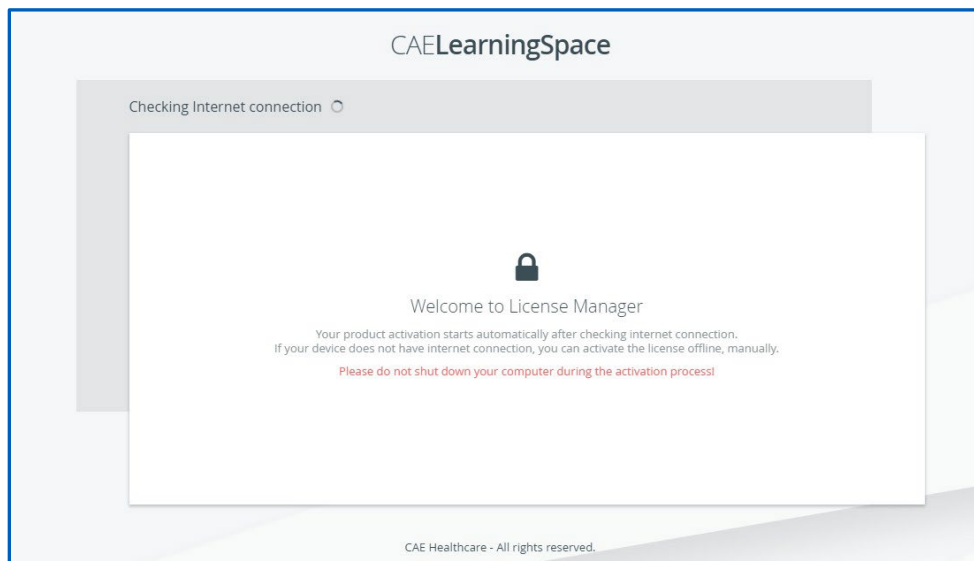 CAELearningSpace
Checking Internet connection
Welcome to License Manager
Your product activation starts automatically after checking internet connection.
If your device does not have internet connection, you can activate the license offline, manually.
Please do not shut down your computer during the activation process!
CAE Healthcare - All rights reserved.